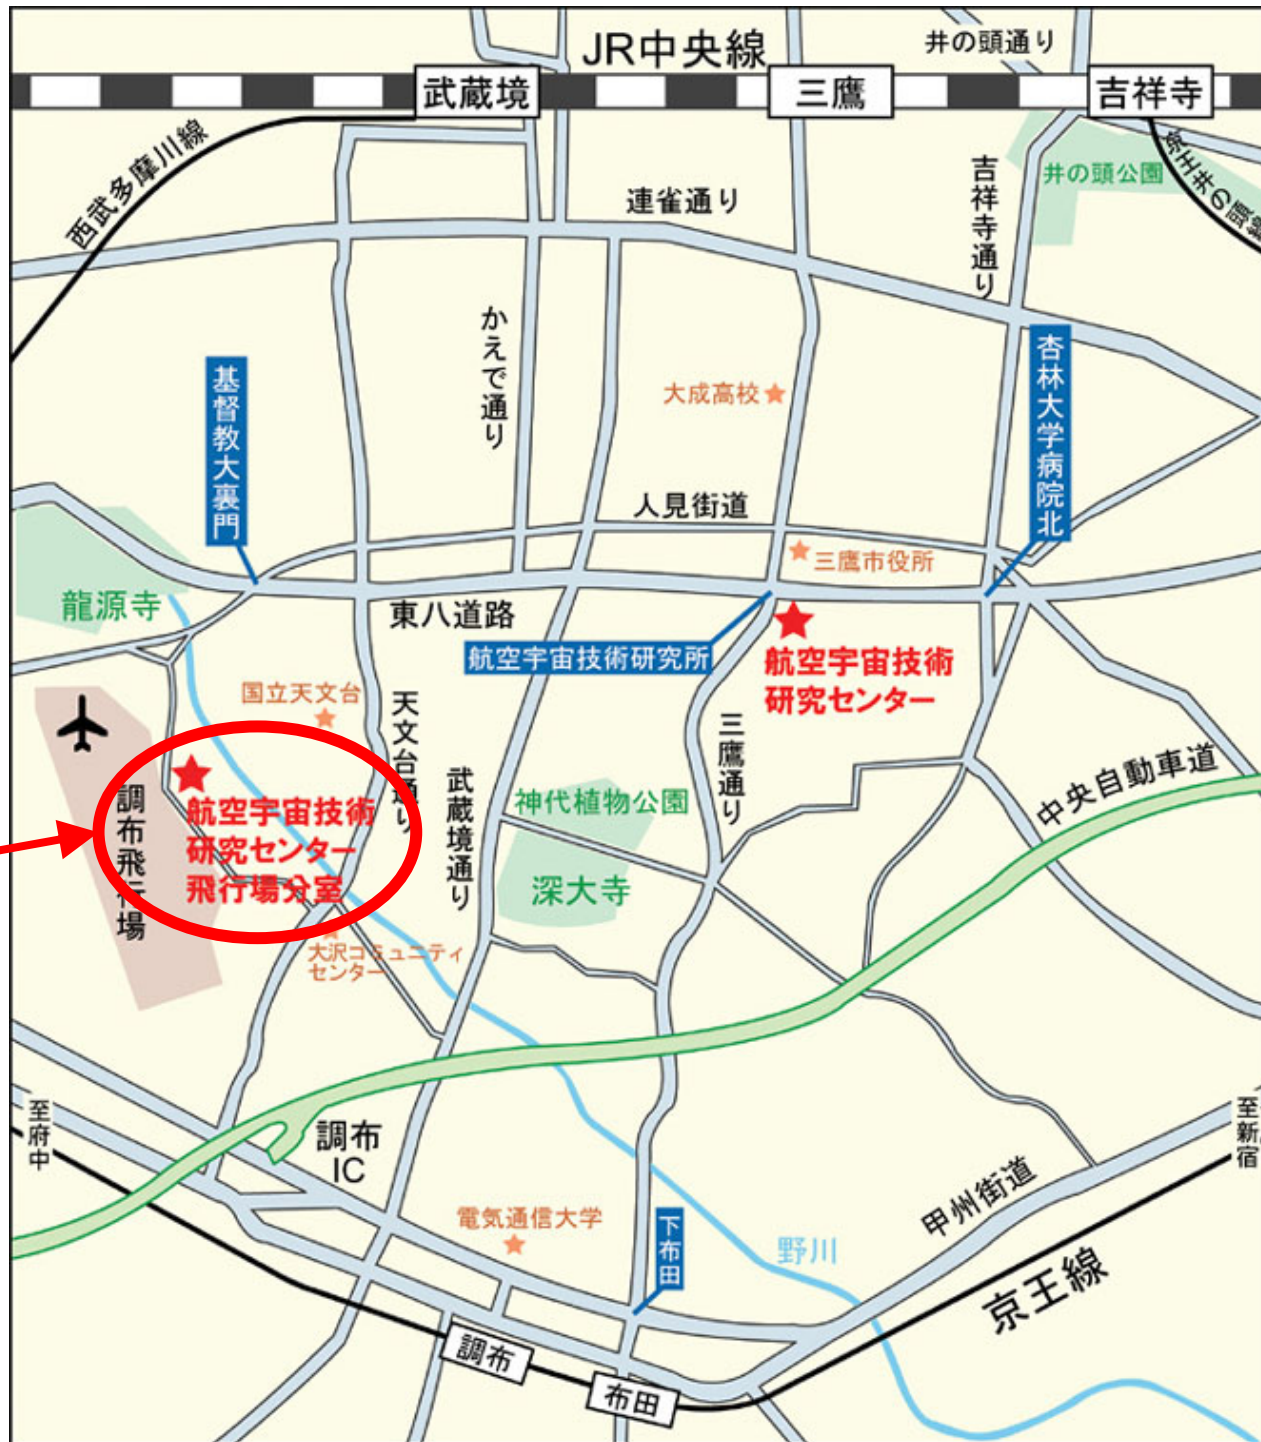 JR中央線
井の頭通り
武蔵境
三鷹
吉祥寺
西武多摩川線
連雀通り
吉祥寺通り
井の頭公園
京王井の頭線
かえで通り
基督教大裏門
大成高校
杏林大学病院北
人見街道
三鷹市役所
龍源寺
東八道路
航空宇宙技術研究所
航空宇宙技術
研究センター
国立天文台
天文台通り
武蔵境通り
三鷹通り
中央自動車道
神代植物公園
深大寺
調布飛行場
航空宇宙技術
研究センター
飛行場分室
大沢コミュニティ
センター
至府中
調布
IC
至新宿
電気通信大学
下布田
野川
甲州街道
京王線
調布
布田